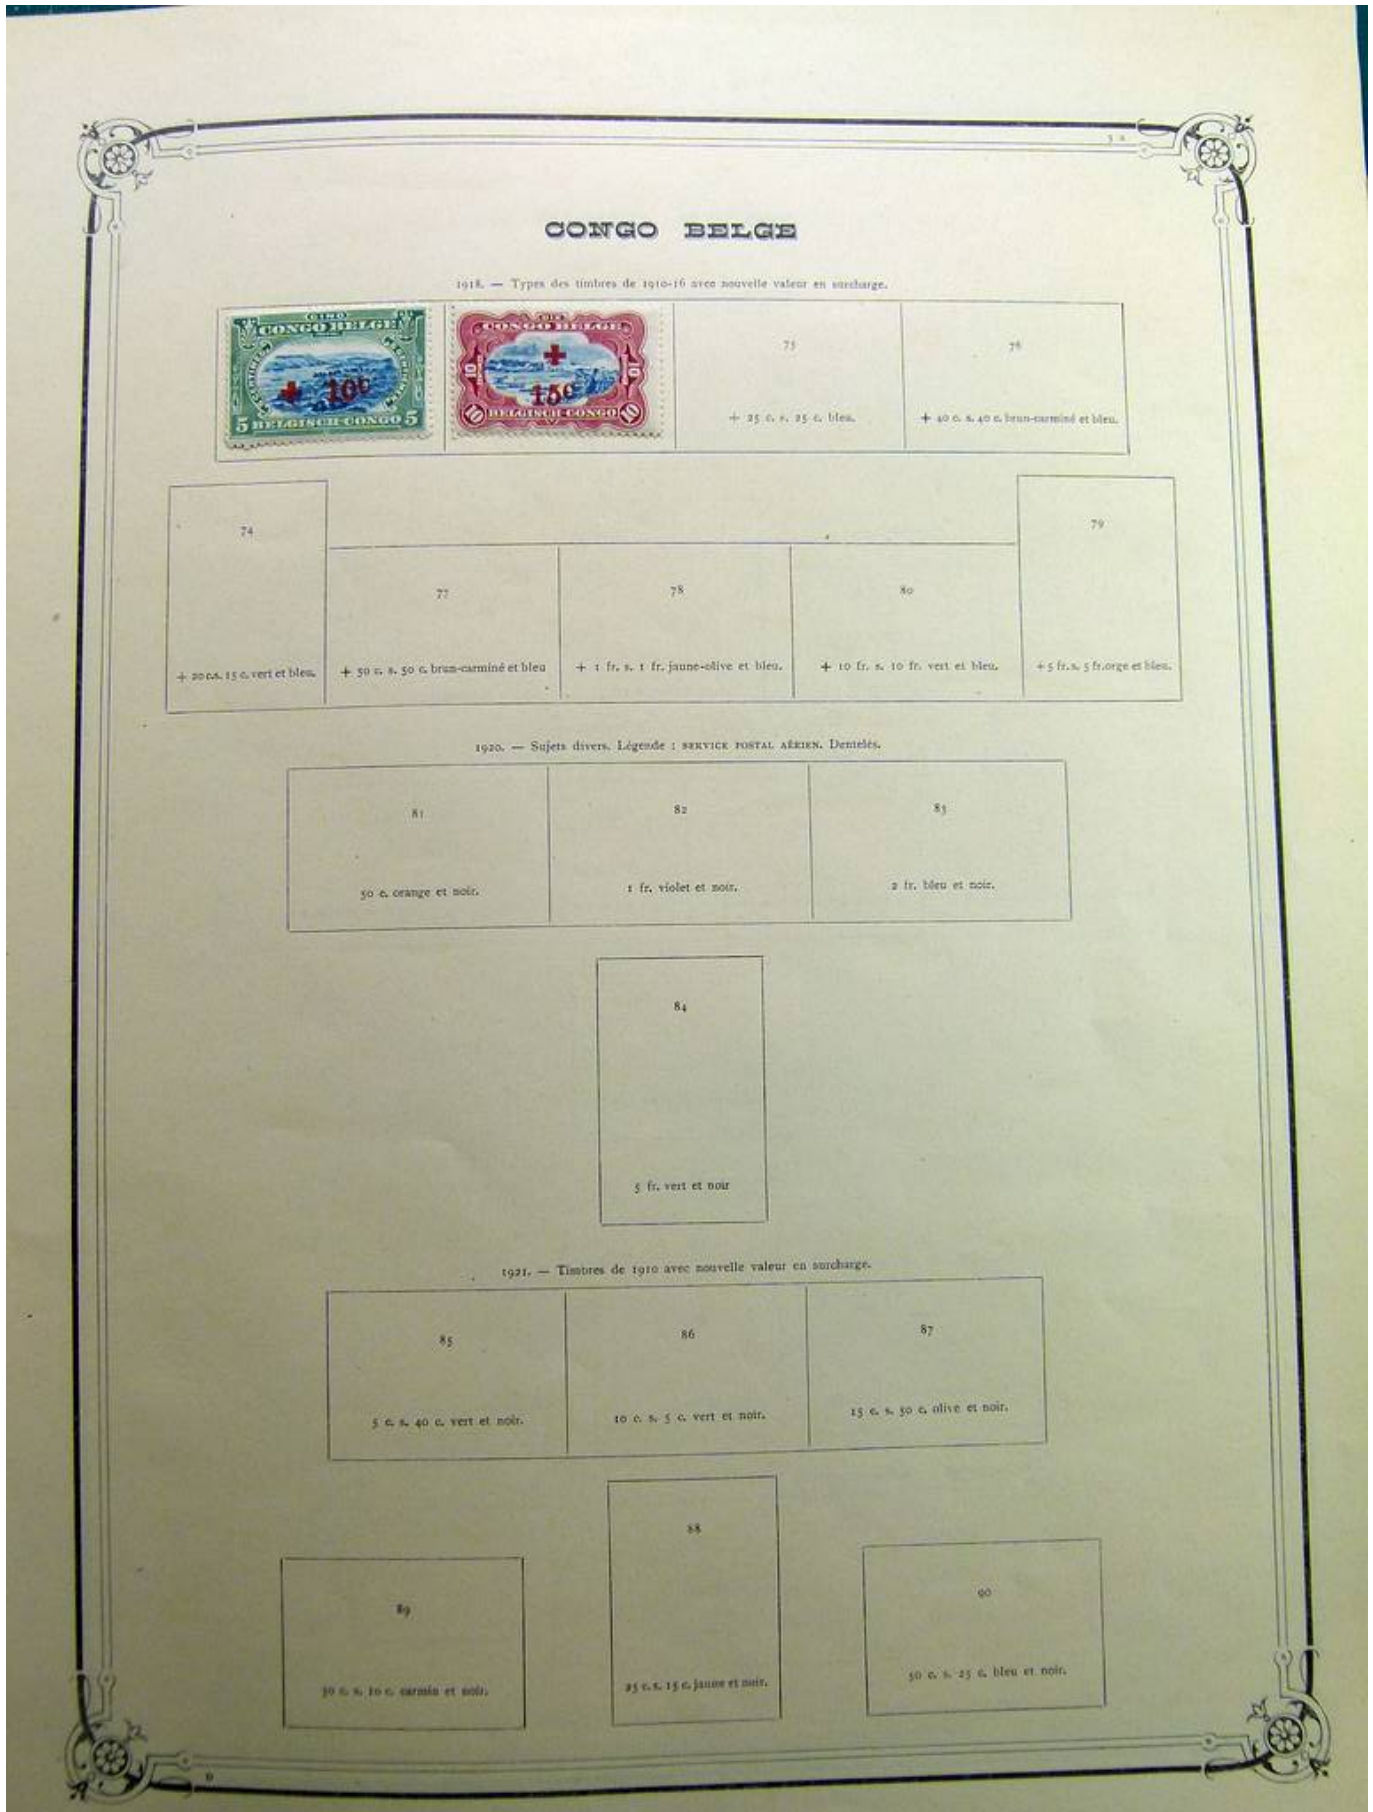 CONGO BELGE
1918. — Types des timbres de 1910-16 avec nouvelle valeur en surcharge.
CINQ
CONGO BELGE
CENTIMES
10c
5 BELGISCH-CONGO 5
CONGO BELGE
10 10
15c
10 BELGISCH-CONGO 10
75
+ 25 c. s. 25 c. bleu.
76
+ 40 c. s. 40 c. brun-carminé et bleu.
74
+ 20 c.s. 15 c. vert et bleu.
77
+ 50 c. s. 50 c. brun-carminé et bleu
78
+ 1 fr. s. 1 fr. jaune-olive et bleu.
80
+ 10 fr. s. 10 fr. vert et bleu.
79
+ 5 fr.s. 5 fr.orge et bleu.
1920. — Sujets divers. Légende : SERVICE POSTAL AÉRIEN. Dentelés.
81
50 c. orange et noir.
82
1 fr. violet et noir.
83
2 fr. bleu et noir.
84
5 fr. vert et noir
1921. — Timbres de 1910 avec nouvelle valeur en surcharge.
85
5 c. s. 40 c. vert et noir.
86
10 c. s. 5 c. vert et noir.
87
15 c. s. 50 c. olive et noir.
89
30 c. s. 10 c. carmin et noir.
88
25 c. s. 15 c. jaune et noir.
90
50 c. s. 25 c. bleu et noir.